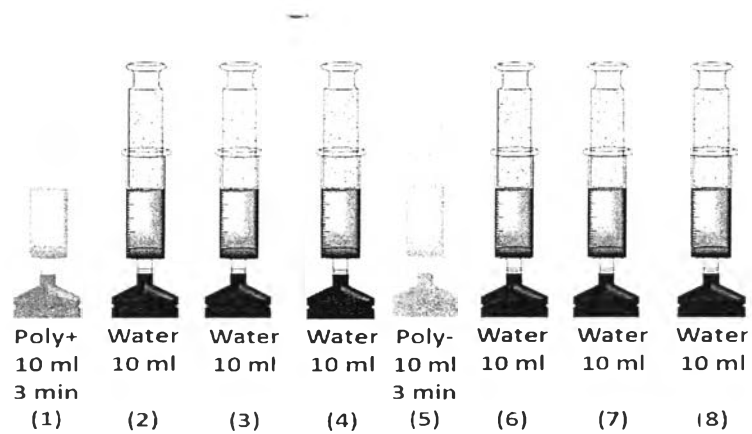 Poly+ Water Water Water Poly- Water Water Water
10 ml 10 ml 10 ml 10 ml 10 ml 10 ml 10 ml 10 ml
3 min 3 min
(1) (2) (3) (4) (5) (6) (7) (8)